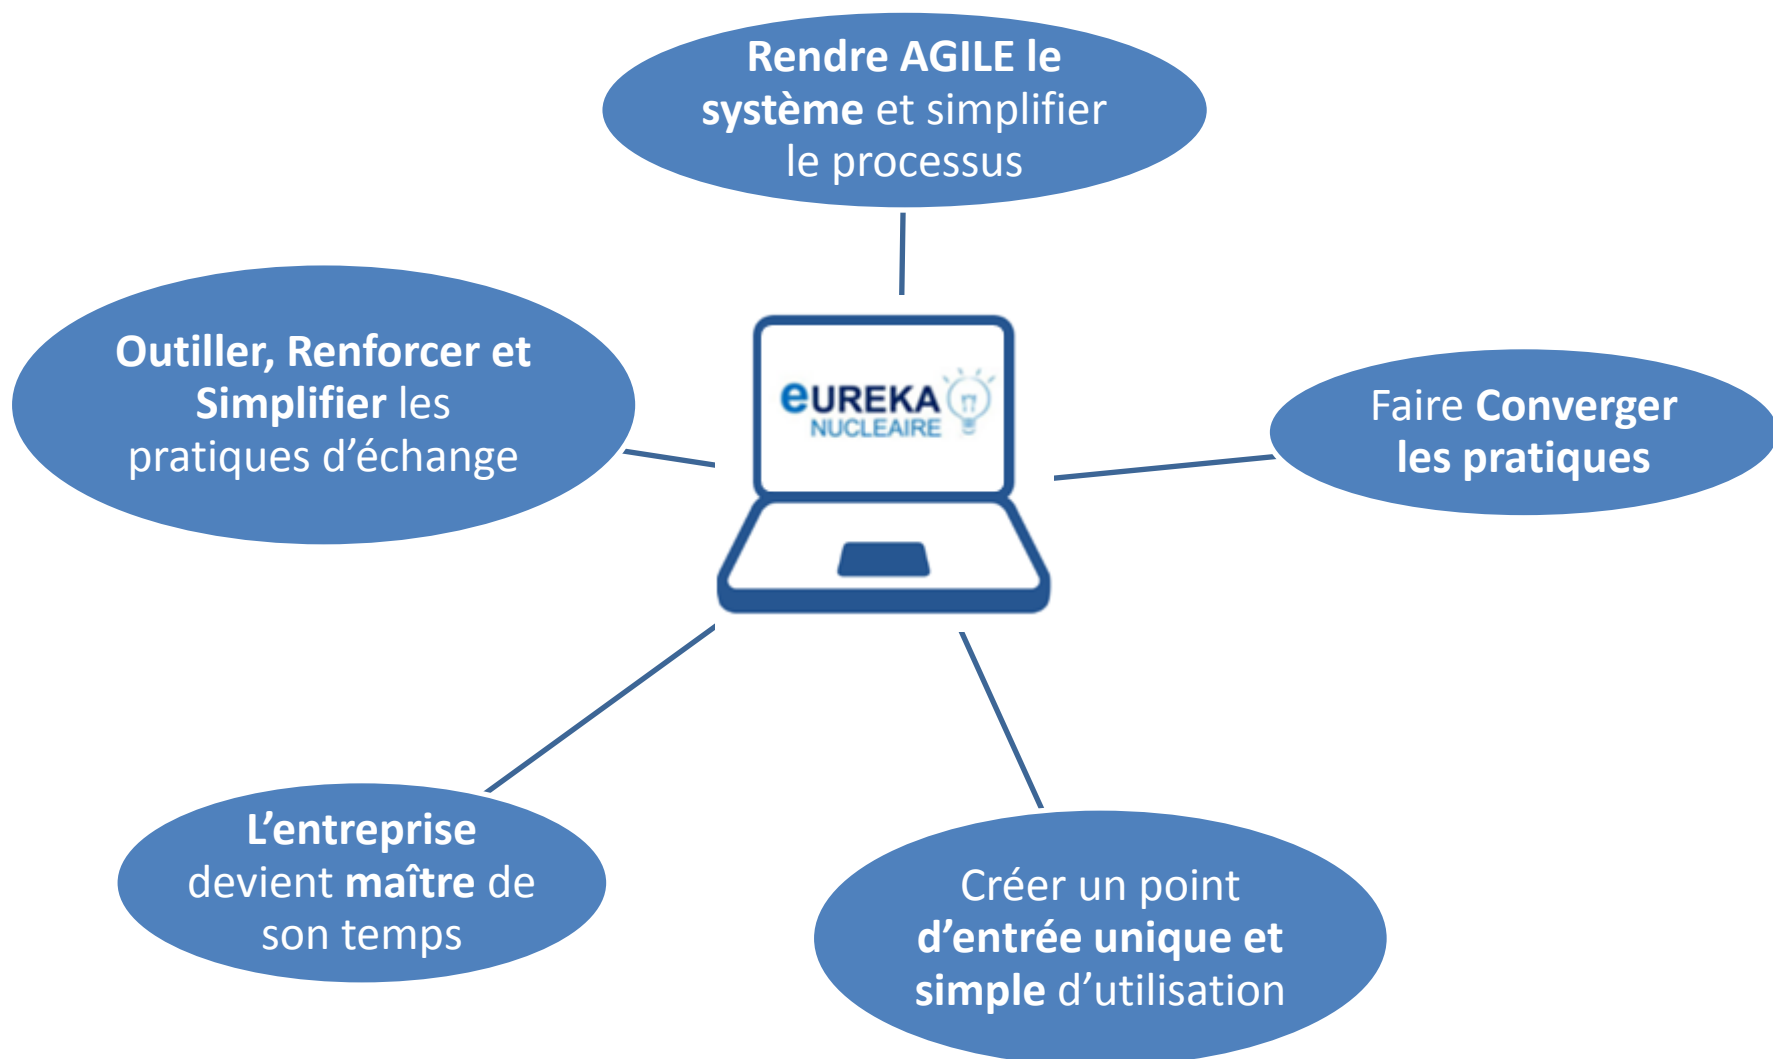 Rendre AGILE le
système et simplifier
le processus
Outiller, Renforcer et
Simplifier les
pratiques d’échange
eUREKA
NUCLEAIRE
Faire Converger
les pratiques
L’entreprise
devient maître de
son temps
Créer un point
d’entrée unique et
simple d’utilisation